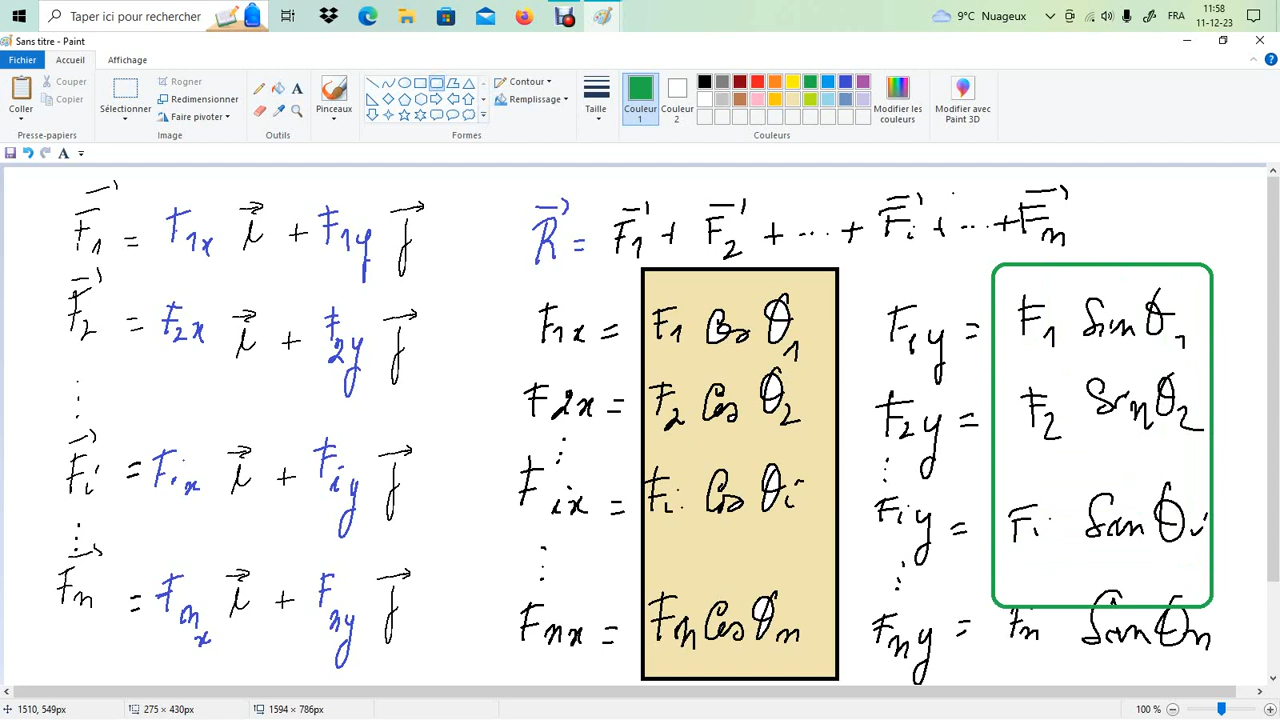 Taper ici pour rechercher
9°C Nuageux
FRA
11:58
11-12-23
Sans titre - Paint
Fichier Accueil Affichage
Coller
Couper
Copier
Presse-papiers
Sélectionner
Rogner
Redimensionner
Faire pivoter
Image
A
Outils
Pinceaux
Contour
Remplissage
Formes
Taille
Couleur 1
Couleur 2
Modifier les couleurs
Couleurs
Modifier avec Paint 3D
A
F⃗1 = F1x i⃗ + F1y j⃗
F⃗2 = F2x i⃗ + F2y j⃗
⋮
F⃗i = Fix i⃗ + Fiy j⃗
⋮
F⃗n = Fnx i⃗ + Fny j⃗
R⃗ = F⃗1 + F⃗2 + ... + F⃗i + ... + F⃗n
F1x = F1 Cos θ1
F2x = F2 Cos θ2
⋮
Fix = Fi Cos θi
⋮
Fnx = Fn Cos θn
F1y = F1 Sin θ1
F2y = F2 Sin θ2
⋮
Fiy = Fi Sin θi
⋮
Fny = Fn Sin θn
1510, 549px
275 × 430px
1594 × 786px
100 %